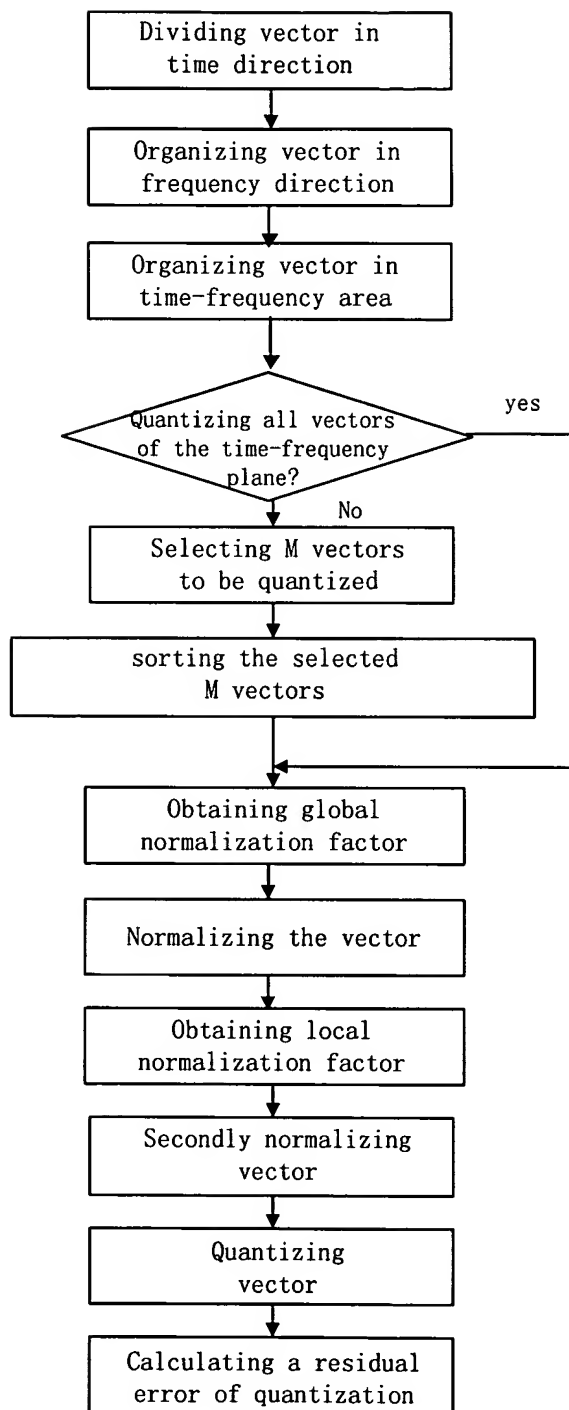 Dividing vector in
time direction
Organizing vector in
frequency direction
Organizing vector in
time-frequency area
Quantizing all vectors
of the time-frequency
plane?
yes
No
Selecting M vectors
to be quantized
sorting the selected
M vectors
Obtaining global
normalization factor
Normalizing the vector
Obtaining local
normalization factor
Secondly normalizing
vector
Quantizing
vector
Calculating a residual
error of quantization